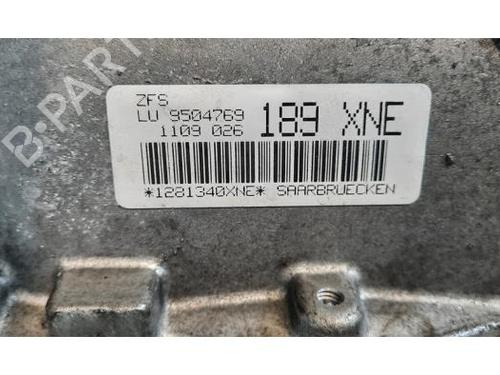 ZFS
LU 9504769
1109 026
189 XNE
*1281340XNE* SAARBRUECKEN
B-PARTS